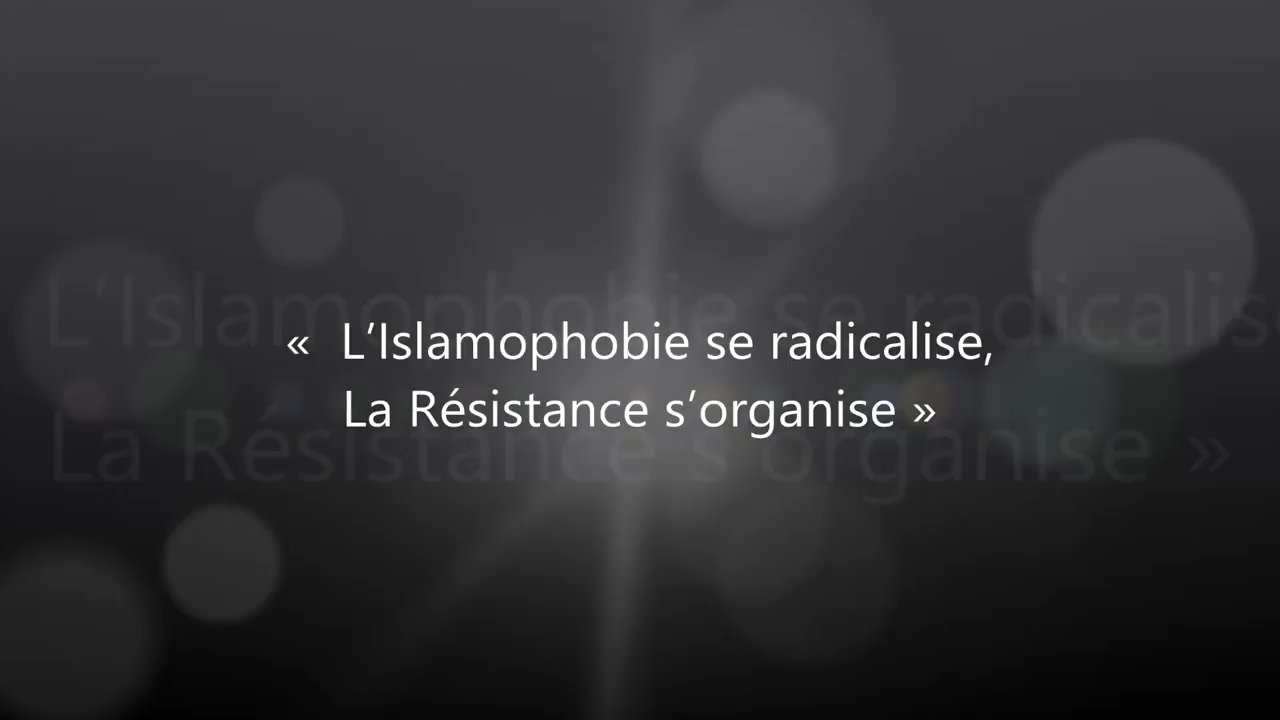 « L’Islamophobie se radicalise,
La Résistance s’organise »